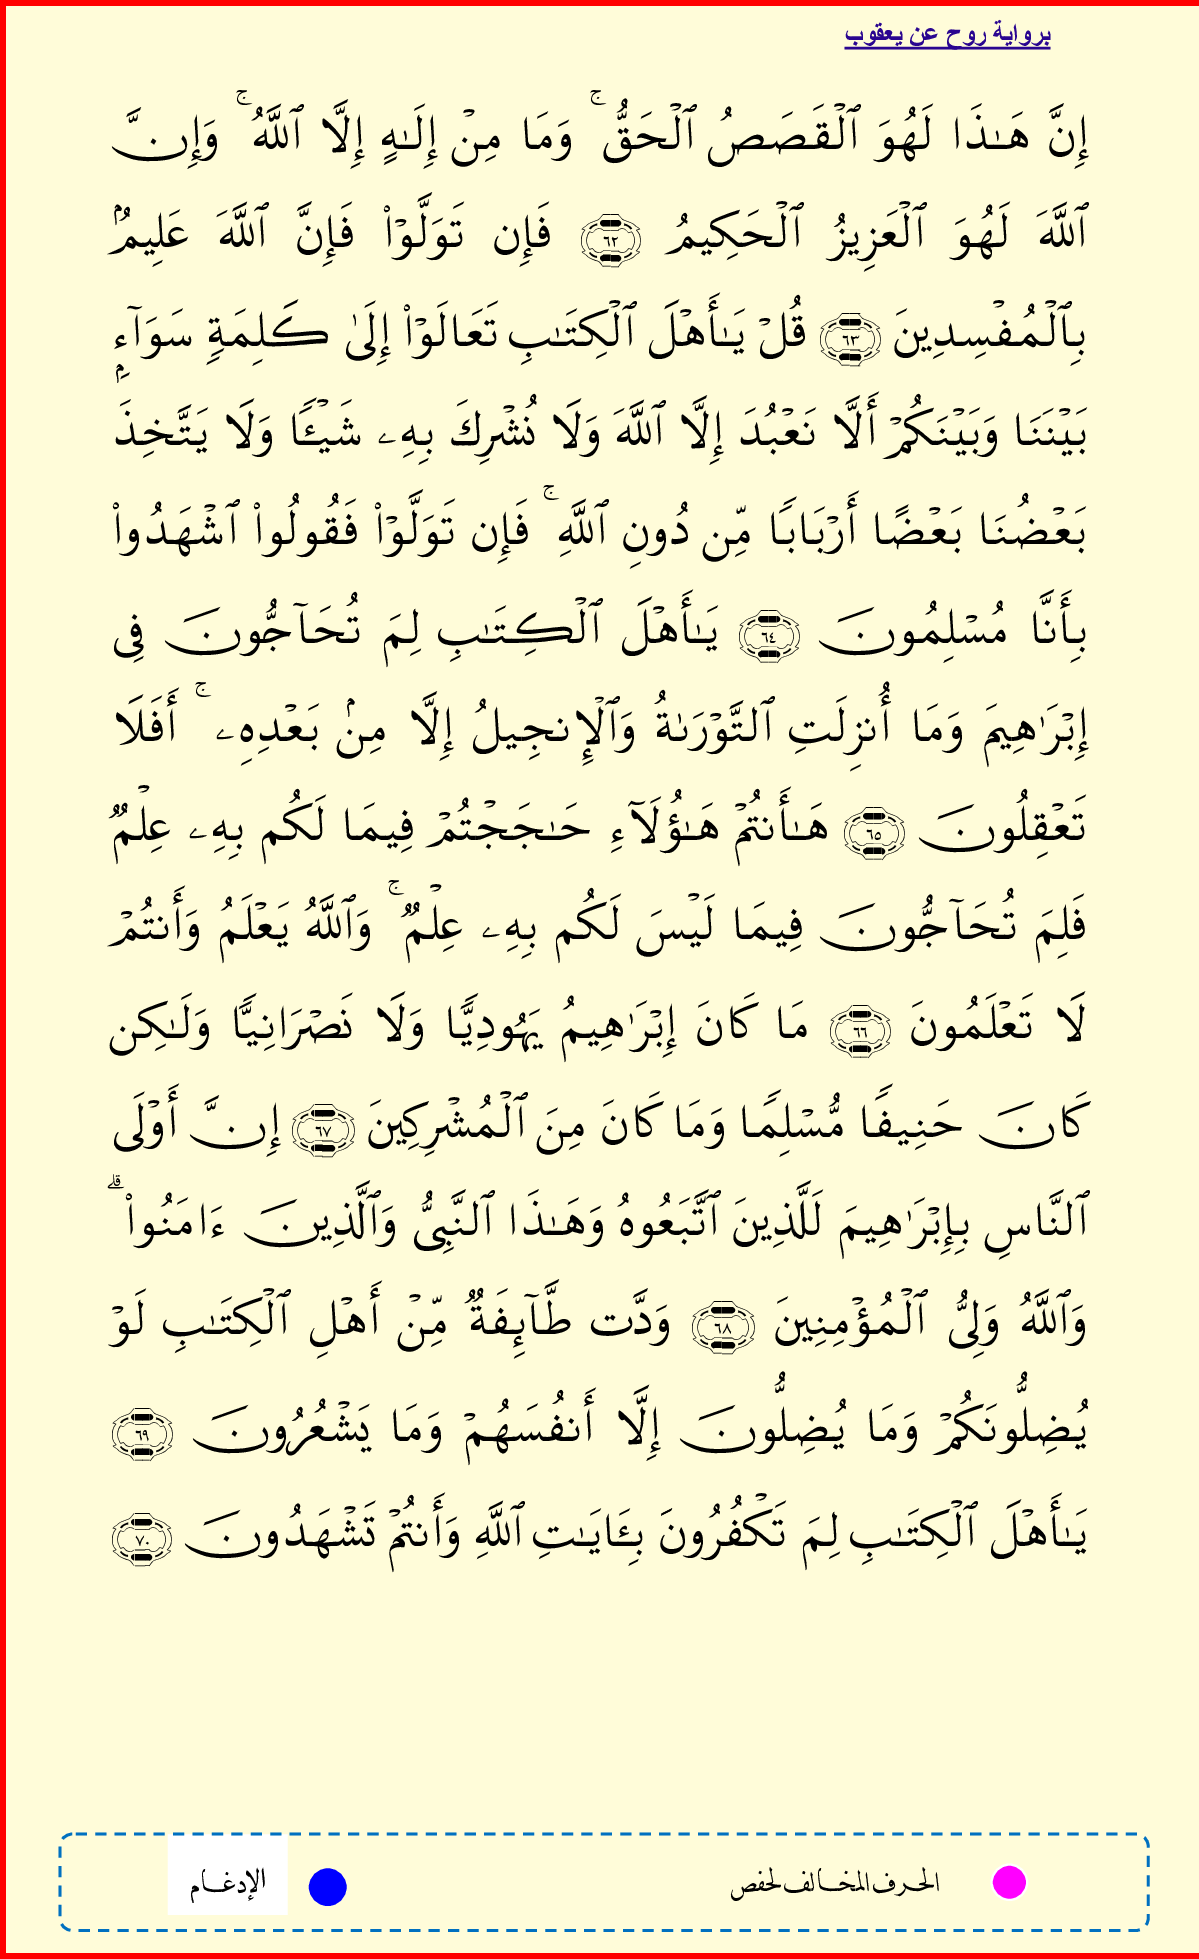 برواية روح عن يعقوب
إِنَّ هَـٰذَا لَهُوَ ٱلۡقَصَصُ ٱلۡحَقُّ ۚ وَمَا مِنۡ إِلَـٰهٍ إِلَّا ٱللَّهُ ۚ وَإِنَّ
ٱللَّهَ لَهُوَ ٱلۡعَزِيزُ ٱلۡحَكِيمُ ٦٢ فَإِن تَوَلَّوۡا۟ فَإِنَّ ٱللَّهَ عَلِيمُۢ
بِٱلۡمُفۡسِدِينَ ٦٣ قُلۡ يَـٰٓأَهۡلَ ٱلۡكِتَـٰبِ تَعَالَوۡا۟ إِلَىٰ كَلِمَةٍ سَوَآءِۭ
بَيۡنَنَا وَبَيۡنَكُمۡ أَلَّا نَعۡبُدَ إِلَّا ٱللَّهَ وَلَا نُشۡرِكَ بِهِۦ شَيۡـًٔا وَلَا يَتَّخِذَ
بَعۡضُنَا بَعۡضًا أَرۡبَابًا مِّن دُونِ ٱللَّهِ ۚ فَإِن تَوَلَّوۡا۟ فَقُولُوا۟ ٱشۡهَدُوا۟
بِأَنَّا مُسۡلِمُونَ ٦٤ يَـٰأَهۡلَ ٱلۡكِتَـٰبِ لِمَ تُحَآجُّونَ فِى
إِبۡرَٰهِيمَ وَمَا أُنزِلَتِ ٱلتَّوۡرَىٰةُ وَٱلۡإِنجِيلُ إِلَّا مِنۢ بَعۡدِهِۦ ۚ أَفَلَا
تَعۡقِلُونَ ٦٥ هَـٰأَنتُمۡ هَـٰؤُلَآءِ حَـٰجَجۡتُمۡ فِيمَا لَكُم بِهِۦ عِلۡمٌ
فَلِمَ تُحَآجُّونَ فِيمَا لَيۡسَ لَكُم بِهِۦ عِلۡمٌ ۚ وَٱللَّهُ يَعۡلَمُ وَأَنتُمۡ
لَا تَعۡلَمُونَ ٦٦ مَا كَانَ إِبۡرَٰهِيمُ يَهُودِيًّا وَلَا نَصۡرَانِيًّا وَلَـٰكِن
كَانَ حَنِيفًا مُّسۡلِمًا وَمَا كَانَ مِنَ ٱلۡمُشۡرِكِينَ ٦٧ إِنَّ أَوۡلَى
ٱلنَّاسِ بِإِبۡرَٰهِيمَ لَلَّذِينَ ٱتَّبَعُوهُ وَهَـٰذَا ٱلنَّبِىُّ وَٱلَّذِينَ ءَامَنُوا۟ ۗ
وَٱللَّهُ وَلِىُّ ٱلۡمُؤۡمِنِينَ ٦٨ وَدَّت طَّآئِفَةٌ مِّنۡ أَهۡلِ ٱلۡكِتَـٰبِ لَوۡ
يُضِلُّونَكُمۡ وَمَا يُضِلُّونَ إِلَّا أَنفُسَهُمۡ وَمَا يَشۡعُرُونَ ٦٩
يَـٰأَهۡلَ ٱلۡكِتَـٰبِ لِمَ تَكۡفُرُونَ بِـَٔايَـٰتِ ٱللَّهِ وَأَنتُمۡ تَشۡهَدُونَ ٧٠
الحرف المخالف لحفص
الإدغام